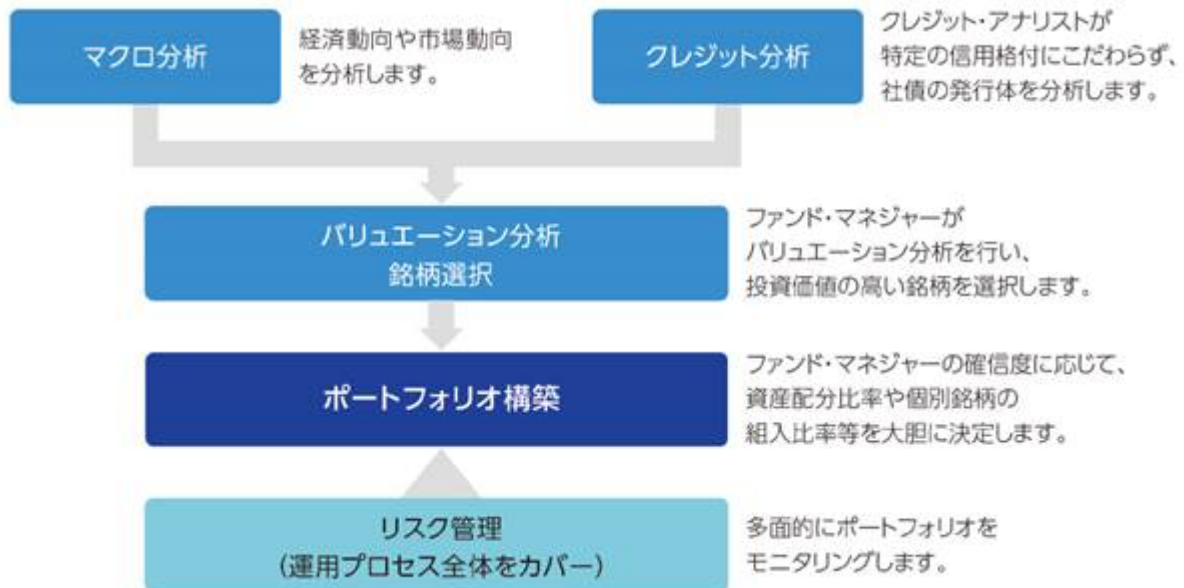 マクロ分析
経済動向や市場動向
を分析します。
クレジット分析
クレジット・アナリストが
特定の信用格付にこだわらず、
社債の発行体を分析します。
バリュエーション分析
銘柄選択
ファンド・マネジャーが
バリュエーション分析を行い、
投資価値の高い銘柄を選択します。
ポートフォリオ構築
ファンド・マネジャーの確信度に応じて、
資産配分比率や個別銘柄の
組入比率等を大胆に決定します。
リスク管理
(運用プロセス全体をカバー)
多面的にポートフォリオを
モニタリングします。